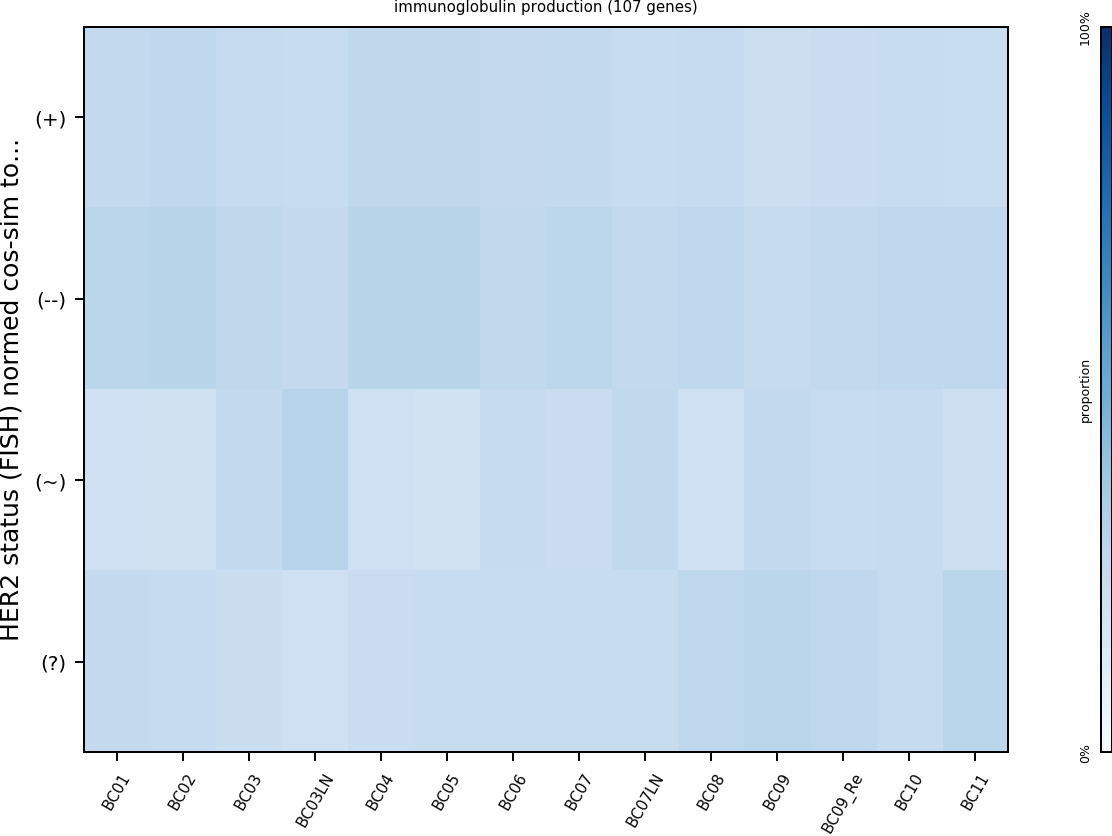 immunoglobulin production (107 genes)
HER2 status (FISH) normed cos-sim to...
(+)
(--)
(~)
(?)
BC01
BC02
BC03
BC03LN
BC04
BC05
BC06
BC07
BC07LN
BC08
BC09
BC09_Re
BC10
BC11
100%
proportion
0%